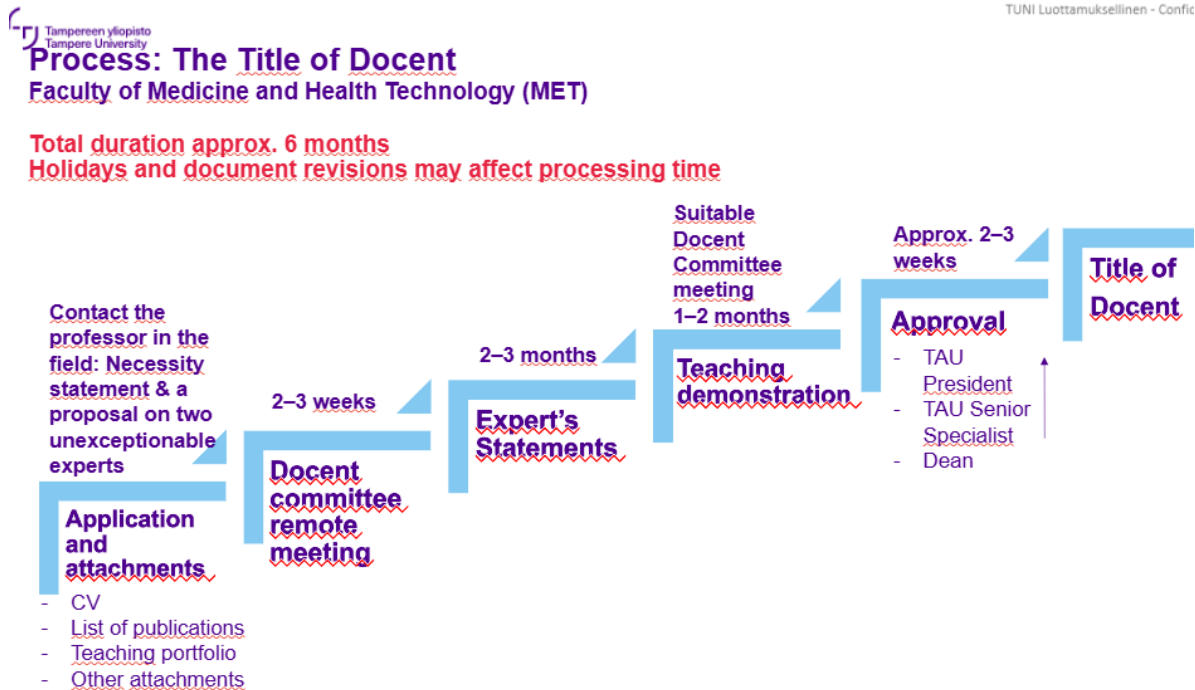 TUNI Luottamuksellinen - Confic
Tampereen yliopisto
Tampere University
Process: The Title of Docent
Faculty of Medicine and Health Technology (MET)
Total duration approx. 6 months
Holidays and document revisions may affect processing time
Contact the
professor in the
field: Necessity
statement & a
proposal on two
unexceptionable
experts
Application
and
attachments
- CV
- List of publications
- Teaching portfolio
- Other attachments
2–3 weeks
Docent
committee
remote
meeting
2–3 months
Expert's
Statements
Suitable
Docent
Committee
meeting
1–2 months
Teaching
demonstration
Approx. 2–3
weeks
Approval
- TAU
President
- TAU Senior
Specialist
- Dean
Title of
Docent